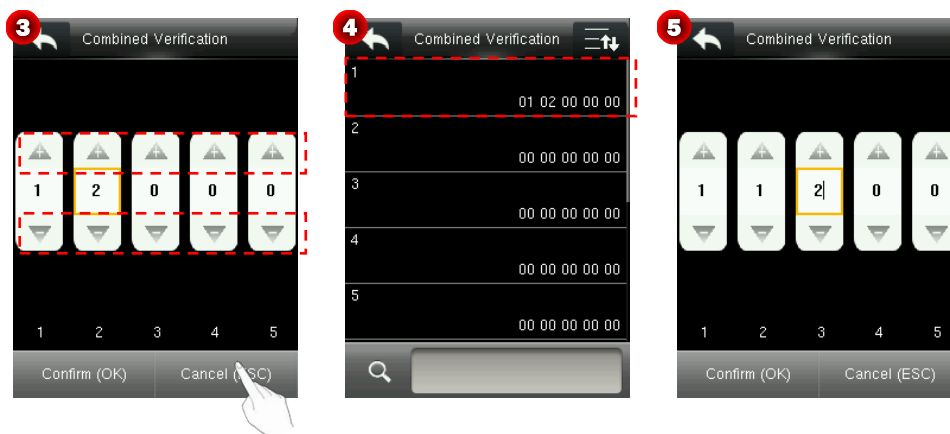 3
Combined Verification
1 2 0 0 0
1 2 3 4 5
Confirm (OK) Cancel (ESC)
4
Combined Verification
1
01 02 00 00 00
2
00 00 00 00 00
3
00 00 00 00 00
4
00 00 00 00 00
5
00 00 00 00 00
5
Combined Verification
1 1 2 0 0
1 2 3 4 5
Confirm (OK) Cancel (ESC)